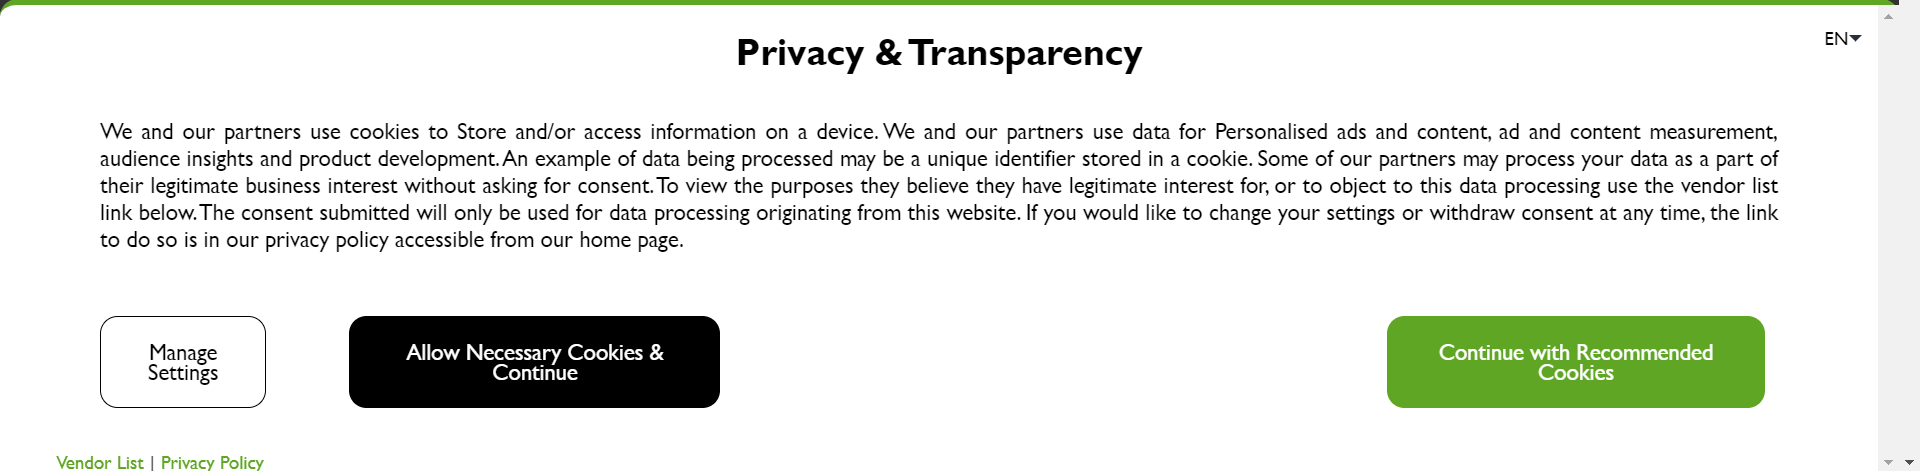 Privacy & Transparency
EN
We and our partners use cookies to Store and/or access information on a device. We and our partners use data for Personalised ads and content, ad and content measurement,
audience insights and product development. An example of data being processed may be a unique identifier stored in a cookie. Some of our partners may process your data as a part of
their legitimate business interest without asking for consent. To view the purposes they believe they have legitimate interest for, or to object to this data processing use the vendor list
link below. The consent submitted will only be used for data processing originating from this website. If you would like to change your settings or withdraw consent at any time, the link
to do so is in our privacy policy accessible from our home page.
Manage
Settings
Allow Necessary Cookies &
Continue
Continue with Recommended
Cookies
Vendor List | Privacy Policy